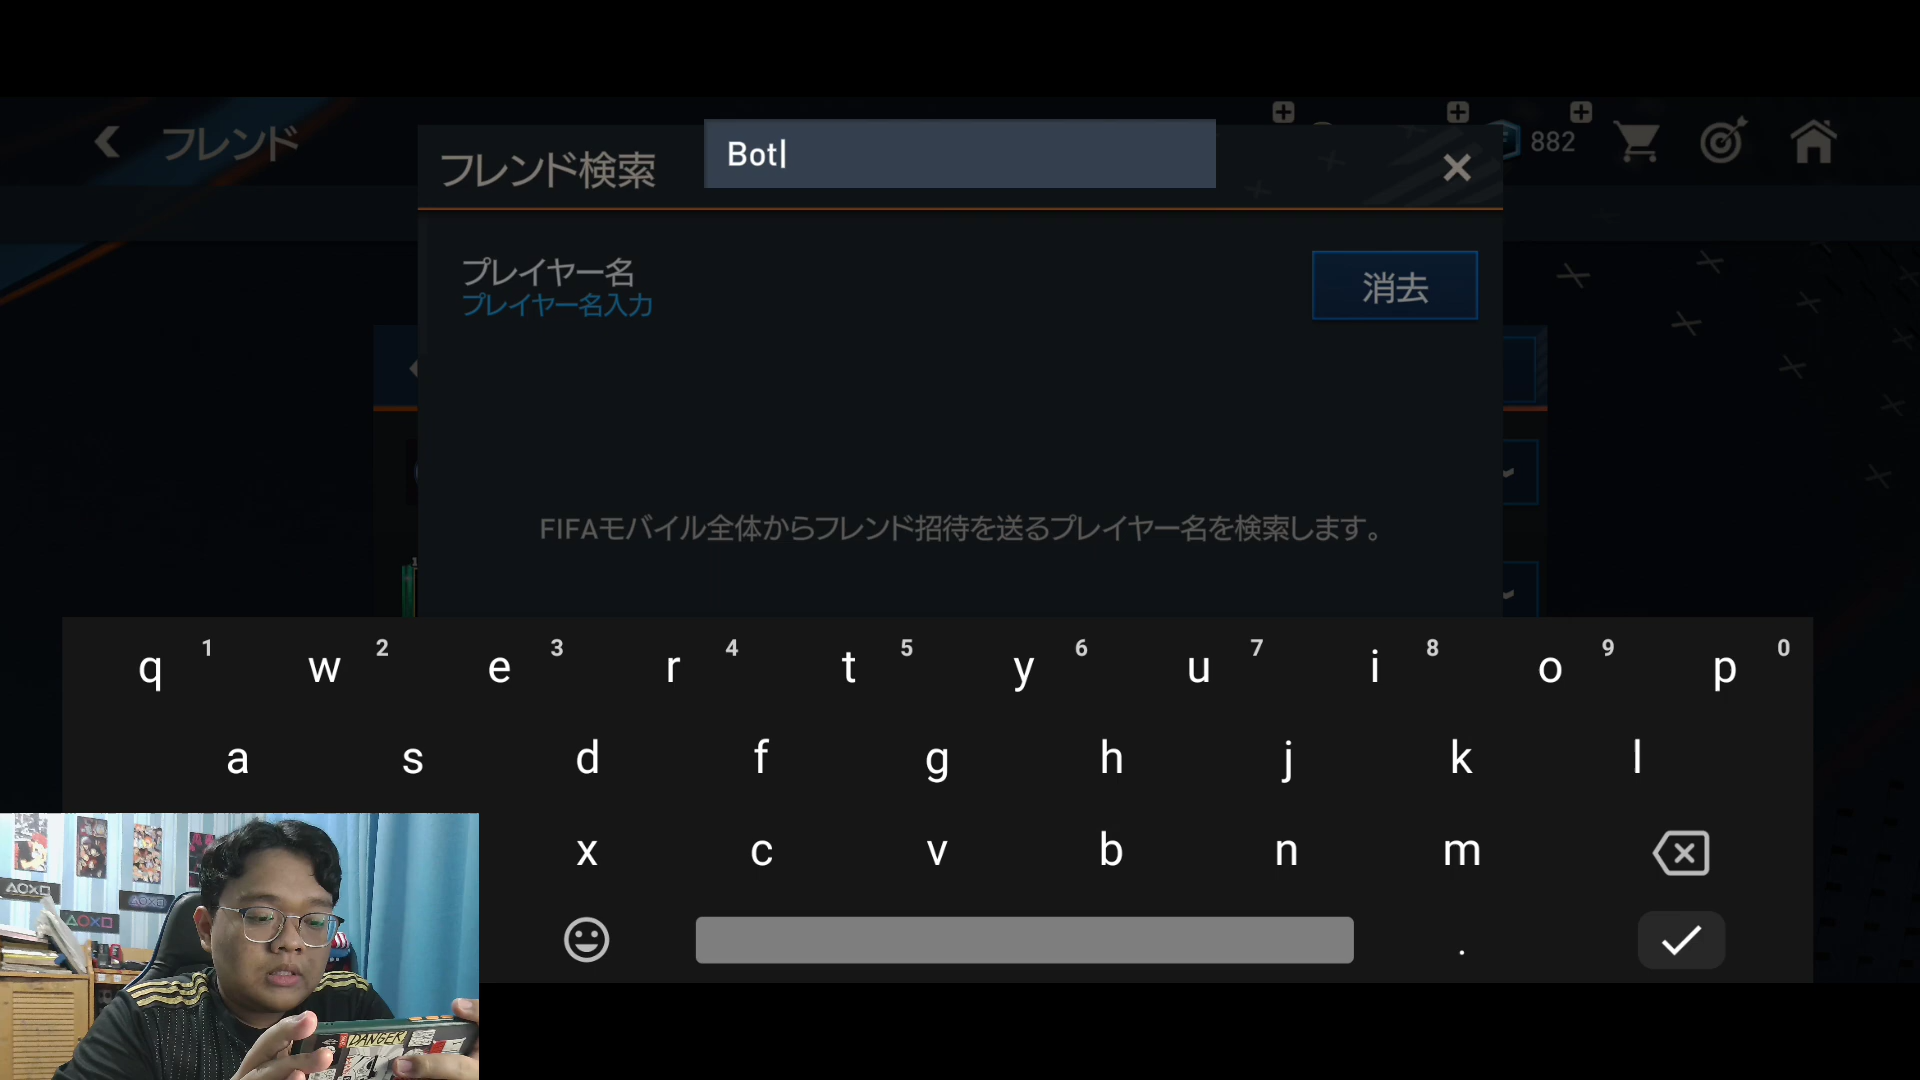 フレンド
フレンド検索
Bot
882
プレイヤー名
プレイヤー名入力
消去
FIFAモバイル全体からフレンド招待を送るプレイヤー名を検索します。
q 1 w 2 e 3 r 4 t 5 y 6 u 7 i 8 o 9 p 0
a s d f g h j k l
x c v b n m
.
DANGER